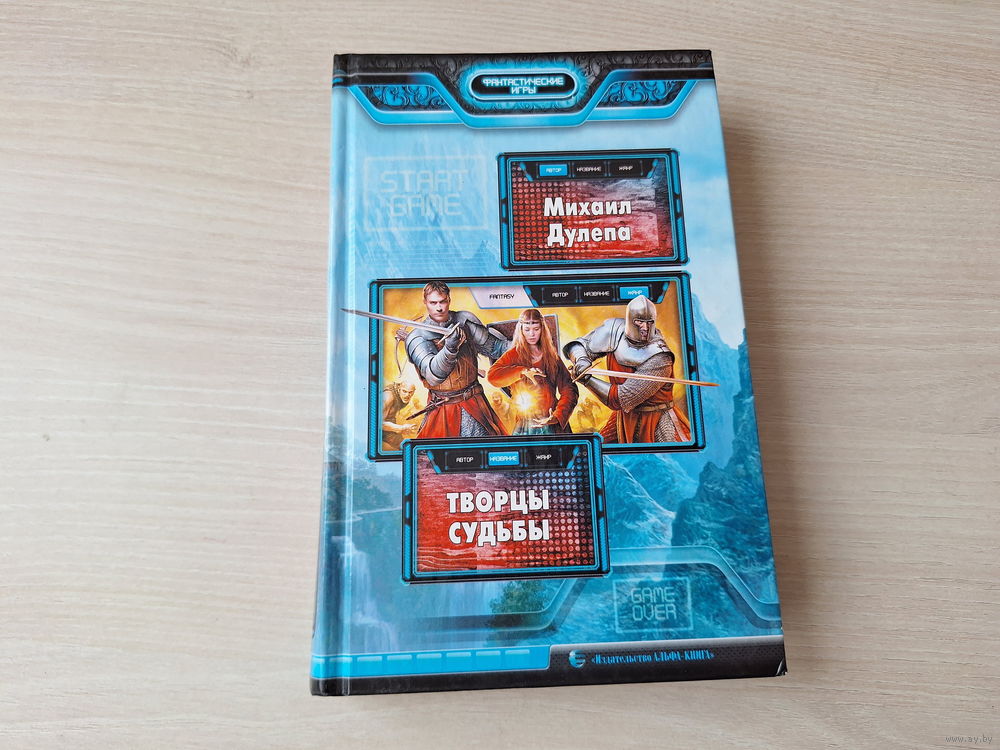 ФАНТАСТИЧЕСКИЕ
ИГРЫ
START
GAME
АВТОР НАЗВАНИЕ ЖАНР
Михаил
Дулепа
FANTASY АВТОР НАЗВАНИЕ ЖАНР
АВТОР НАЗВАНИЕ ЖАНР
ТВОРЦЫ
СУДЬБЫ
GAME
OVER
«Издательство АЛЬФА-КНИГА»
www.ay.by